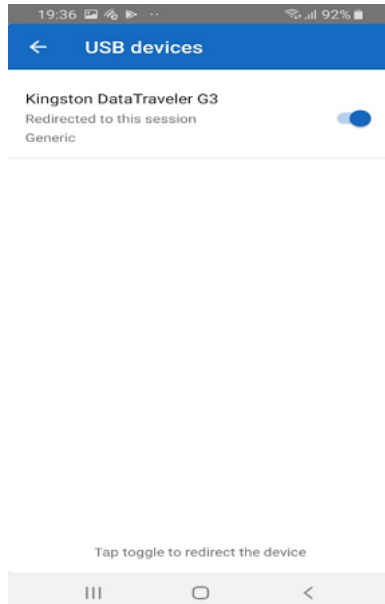 19:36
92%
USB devices
Kingston DataTraveler G3
Redirected to this session
Generic
Tap toggle to redirect the device